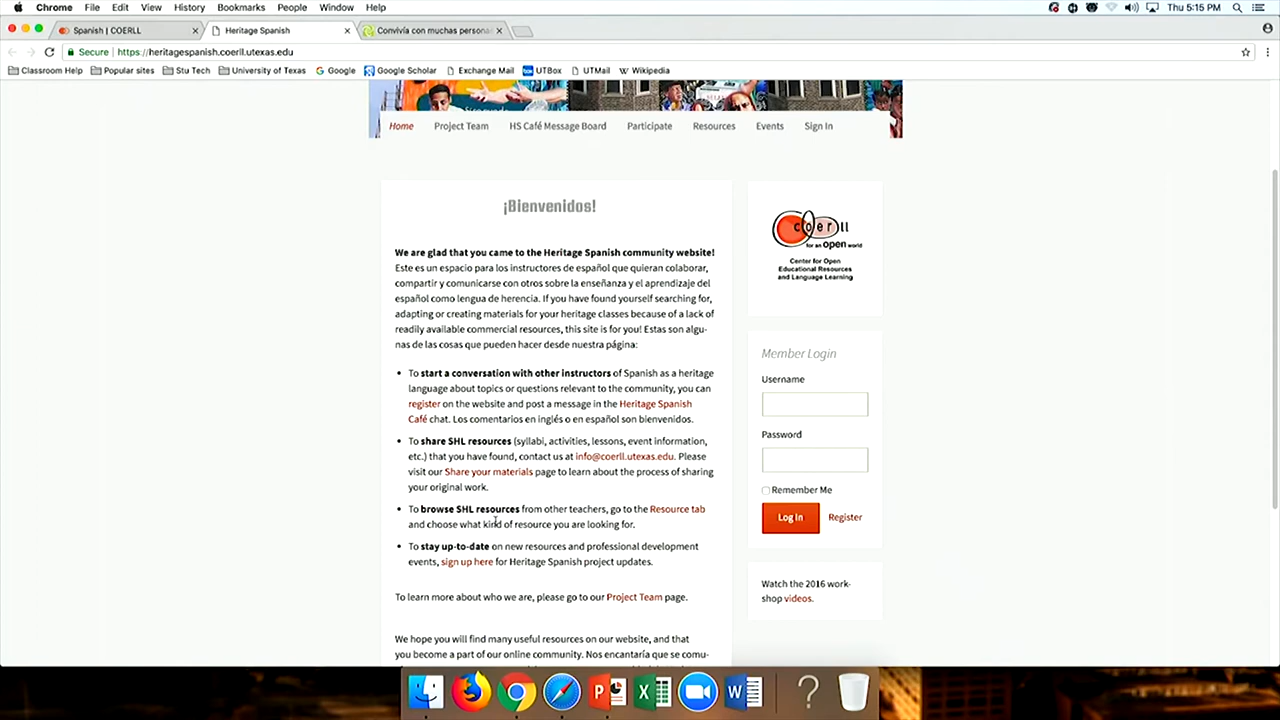 Chrome File Edit View History Bookmarks People Window Help Thu 5:15 PM
Spanish | COERLL Heritage Spanish Convivía con muchas persona
Secure https://heritagespanish.coerll.utexas.edu
Classroom Help Popular sites Stu Tech University of Texas Google Google Scholar Exchange Mail UTBox UTMail Wikipedia
Home Project Team HS Café Message Board Participate Resources Events Sign In
¡Bienvenidos!
We are glad that you came to the Heritage Spanish community website!
Este es un espacio para los instructores de español que quieran colaborar,
compartir y comunicarse con otros sobre la enseñanza y el aprendizaje del
español como lengua de herencia. If you have found yourself searching for,
adapting or creating materials for your heritage classes because of a lack of
readily available commercial resources, this site is for you! Estas son algu-
nas de las cosas que pueden hacer desde nuestra página:
To start a conversation with other instructors of Spanish as a heritage
language about topics or questions relevant to the community, you can
register on the website and post a message in the Heritage Spanish
Café chat. Los comentarios en inglés o en español son bienvenidos.
To share SHL resources (syllabi, activities, lessons, event information,
etc.) that you have found, contact us at info@coerll.utexas.edu. Please
visit our Share your materials page to learn about the process of sharing
your original work.
To browse SHL resources from other teachers, go to the Resource tab
and choose what kind of resource you are looking for.
To stay up-to-date on new resources and professional development
events, sign up here for Heritage Spanish project updates.
To learn more about who we are, please go to our Project Team page.
We hope you will find many useful resources on our website, and that
you become a part of our online community. Nos encantaría que se comu-
coerll
for an open world
Center for Open
Educational Resources
and Language Learning
Member Login
Username
Password
Remember Me
Log In Register
Watch the 2016 work-
shop videos.